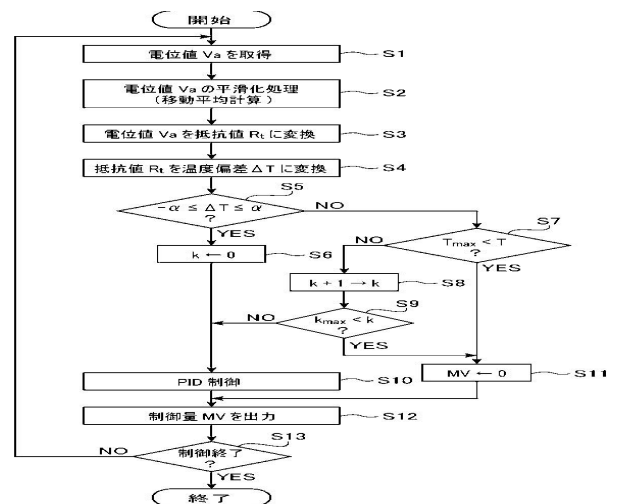 開始
電位値 Va を取得
S1
電位値 Va の平滑化処理
(移動平均計算)
S2
電位値 Va を抵抗値 Rt に変換
S3
抵抗値 Rt を温度偏差 ΔT に変換
S4
S5
-α ≤ ΔT ≤ α
?
NO
YES
k ← 0
S6
S7
Tmax < T
?
NO
YES
k + 1 → k
S8
S9
kmax < k
?
NO
YES
PID 制御
S10
MV ← 0
S11
制御量 MV を出力
S12
S13
制御終了
?
NO
YES
終了